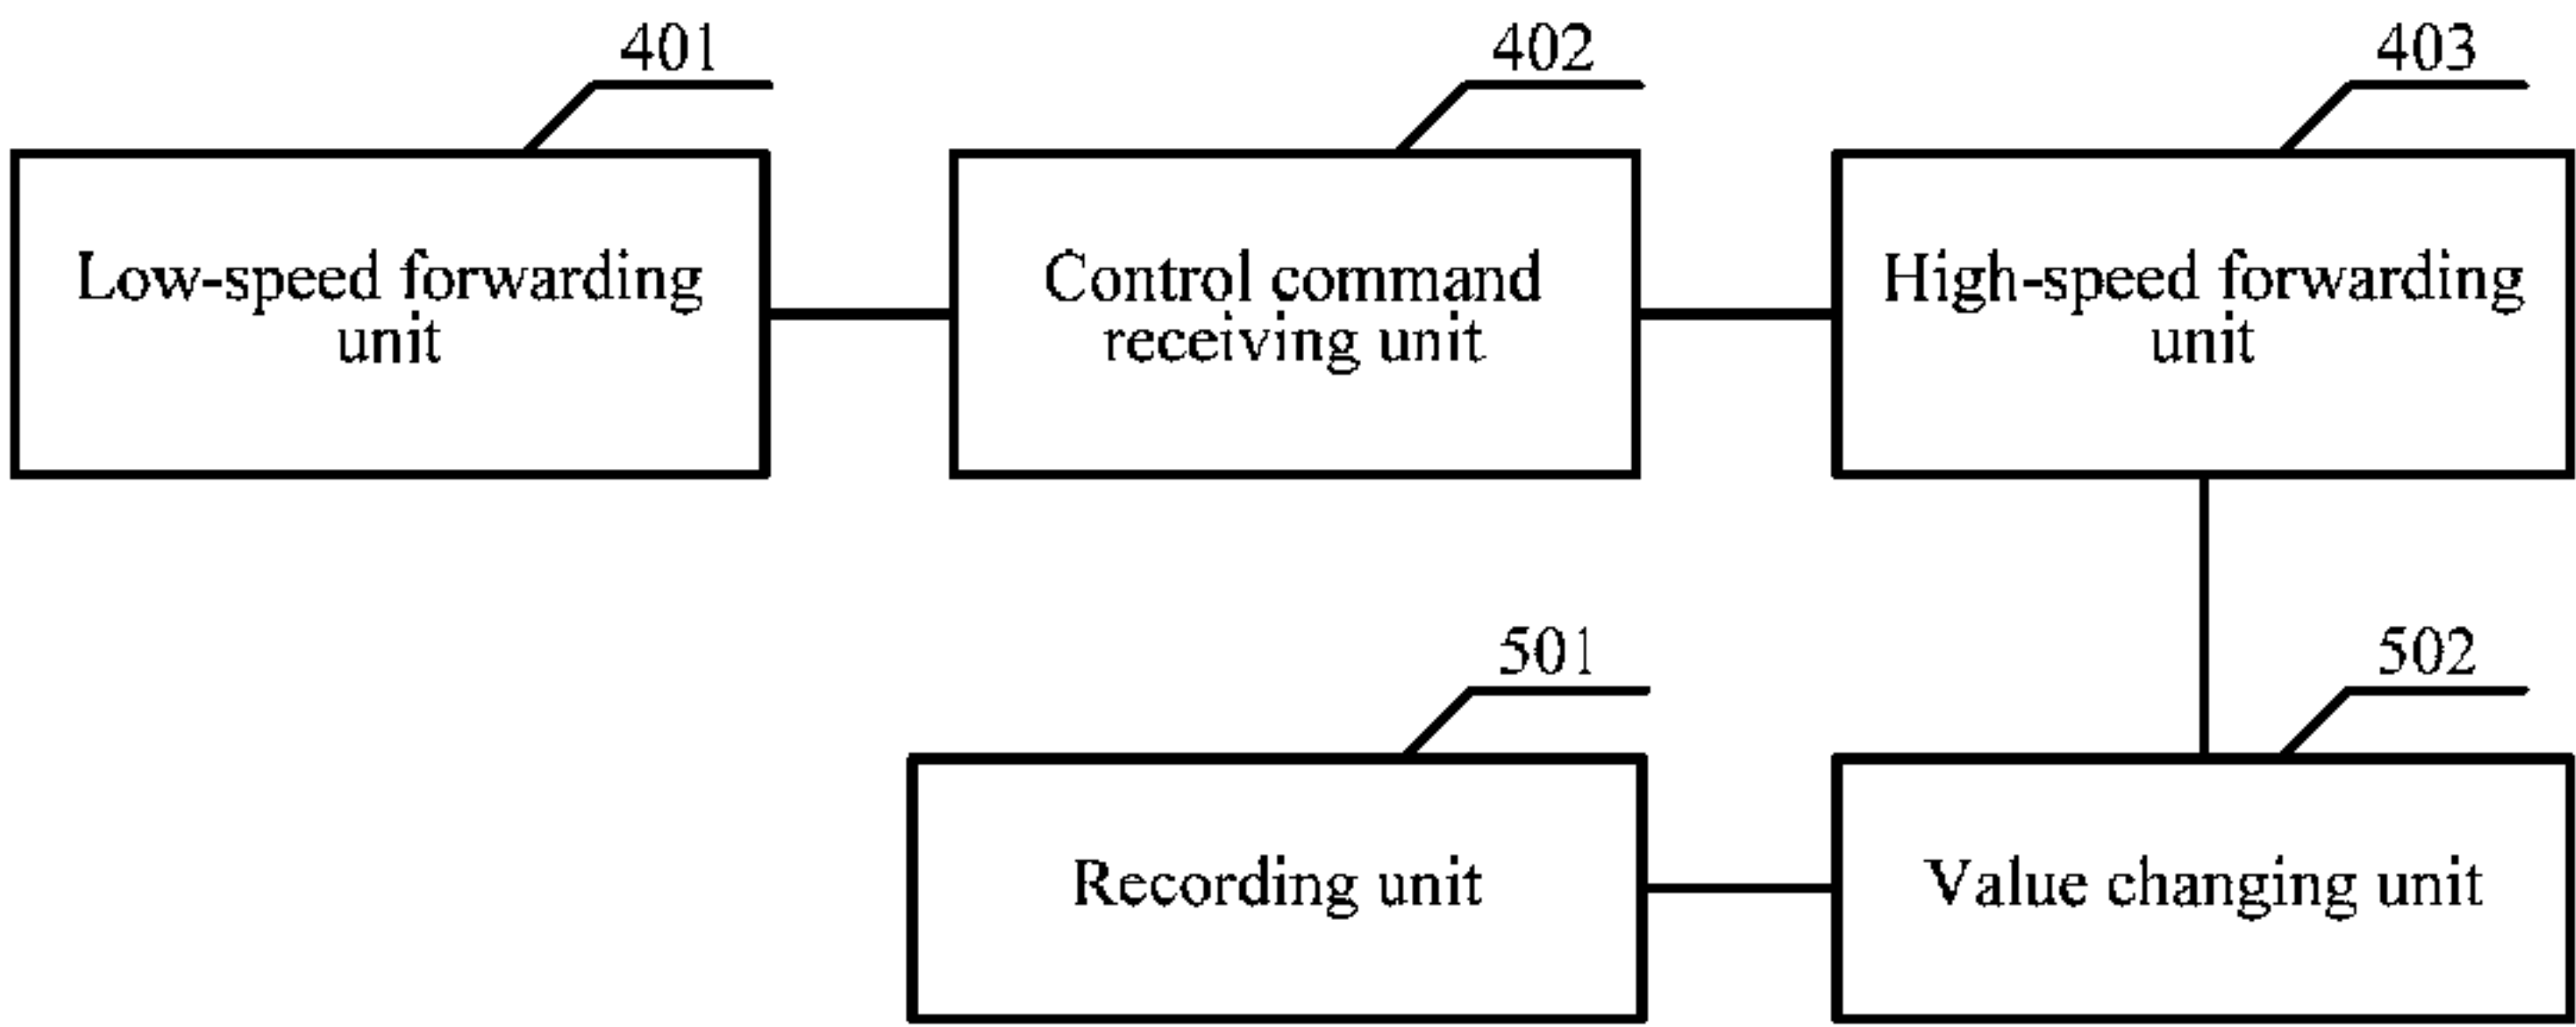 401
402
403
Low-speed forwarding
unit
Control command
receiving unit
High-speed forwarding
unit
501
502
Recording unit
Value changing unit